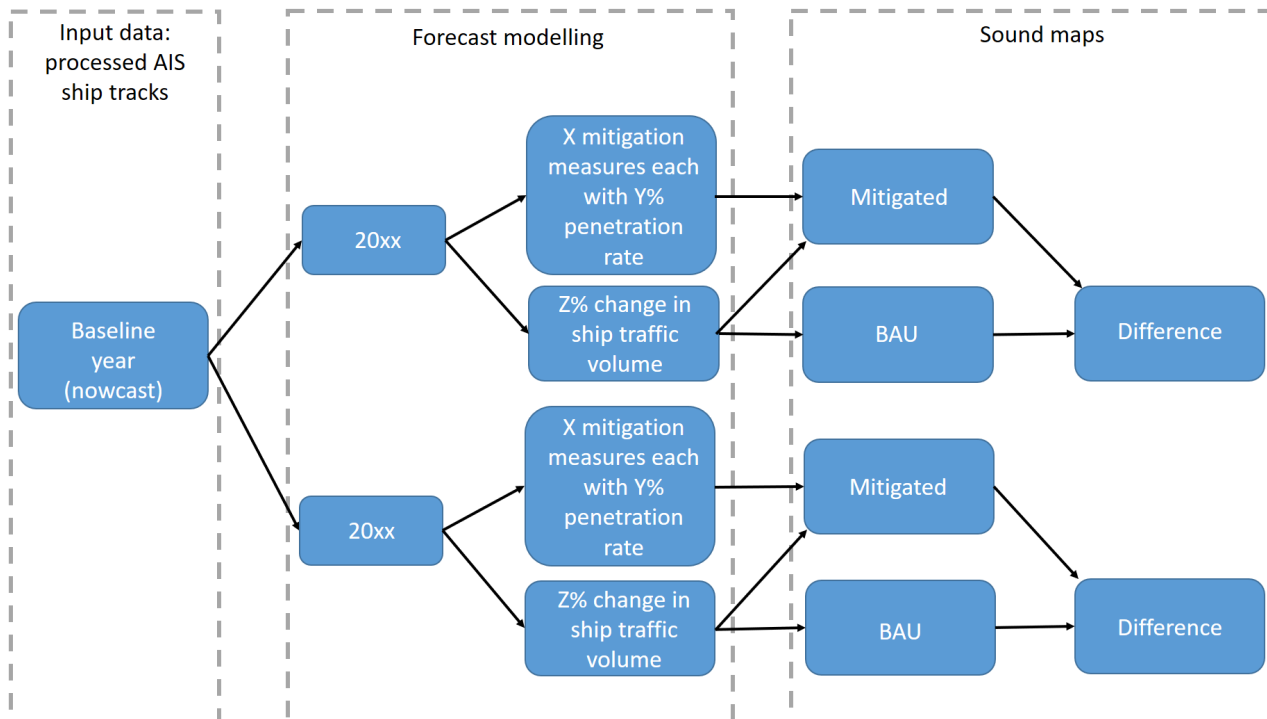 Input data:
processed AIS
ship tracks
Forecast modelling
Sound maps
Baseline
year
(nowcast)
20xx
X mitigation
measures each
with Y%
penetration
rate
Z% change in
ship traffic
volume
Mitigated
BAU
Difference
20xx
X mitigation
measures each
with Y%
penetration
rate
Z% change in
ship traffic
volume
Mitigated
BAU
Difference